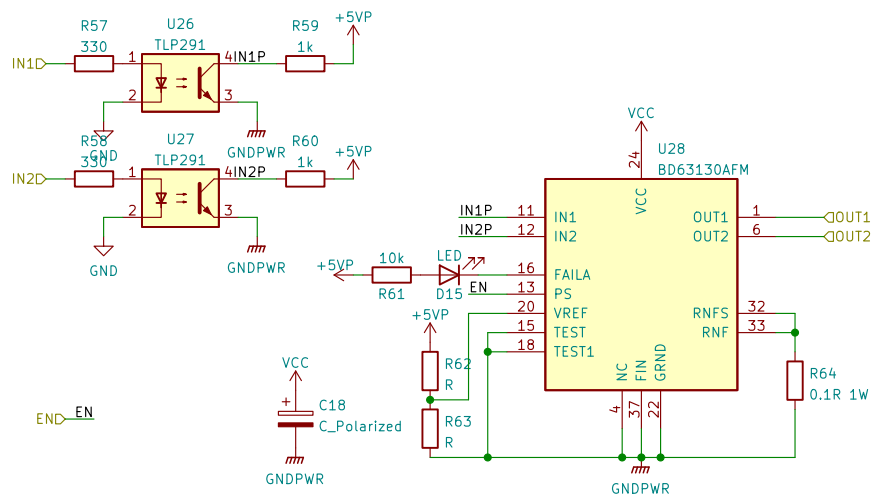 R57
330
U26
TLP291
R59
1k
+5VP
IN1
1
2
4
IN1P
3
GND
GNDPWR
R58
330
U27
TLP291
R60
1k
+5VP
IN2
1
2
4
IN2P
3
GND
GNDPWR
VCC
24
U28
BD63130AFM
VCC
IN1P
11
IN1
OUT1
1
OUT1
IN2P
12
IN2
OUT2
6
OUT2
+5VP
10k
R61
LED
D15
16
FAILA
EN
13
PS
+5VP
20
VREF
RNFS
32
15
TEST
RNF
33
18
TEST1
NC
FIN
GRND
4
37
22
R62
R
R63
R
R64
0.1R 1W
VCC
+
C18
C_Polarized
GNDPWR
EN
EN
GNDPWR